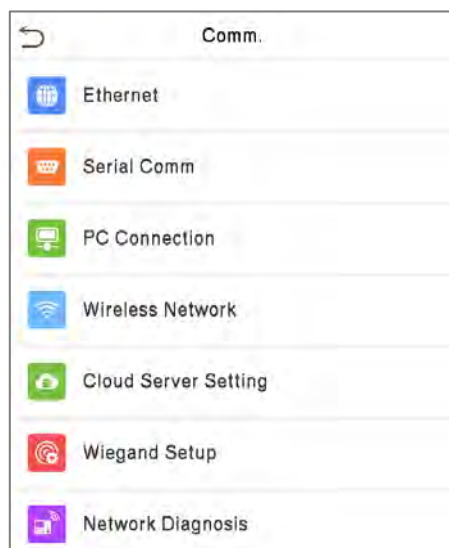 Comm.
Ethernet
Serial Comm
PC Connection
Wireless Network
Cloud Server Setting
Wiegand Setup
Network Diagnosis